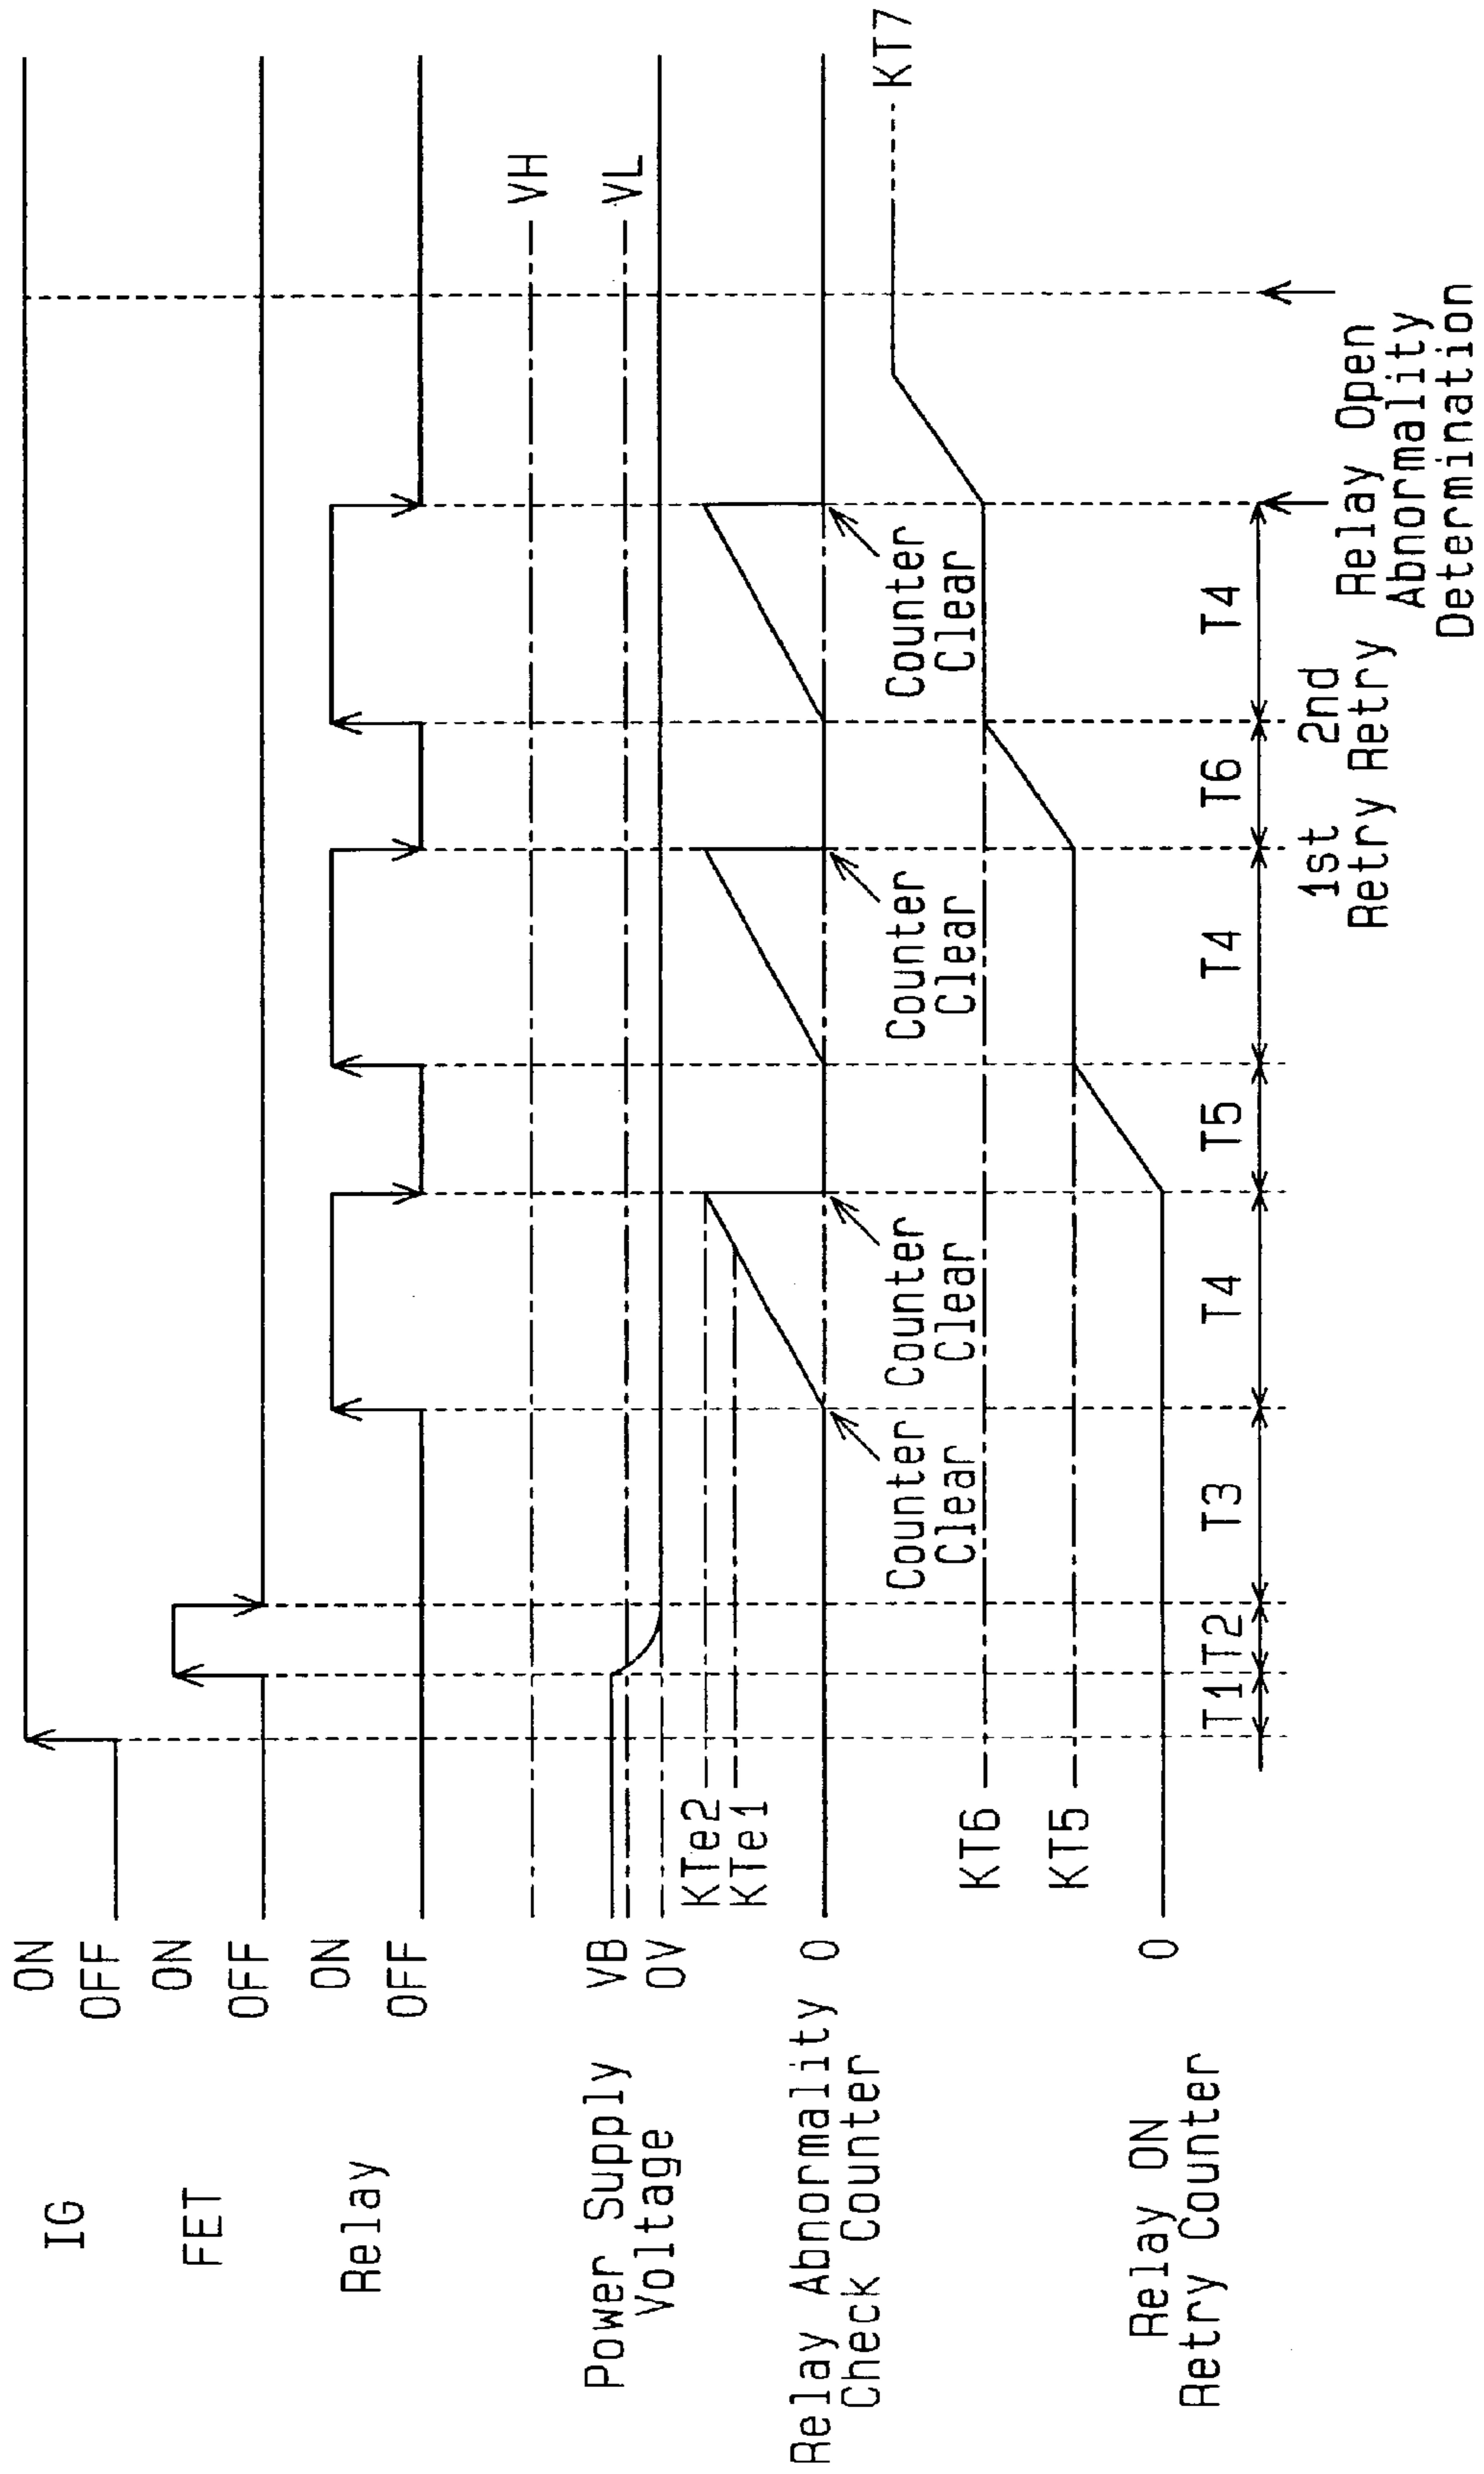 IG
ON
OFF
FET
ON
OFF
Relay
ON
OFF
VH
Power Supply
Voltage
VB
0V
VL
KTe2
KTe1
Relay Abnormality
Check Counter
0
Counter
Clear
Counter
Clear
Counter
Clear
Counter
Clear
KT7
KT6
KT5
Relay ON
Retry Counter
0
T1
T2
T3
T4
T5
T4
T6
T4
1st
Retry
2nd
Retry
Relay Open
Abnormality
Determination